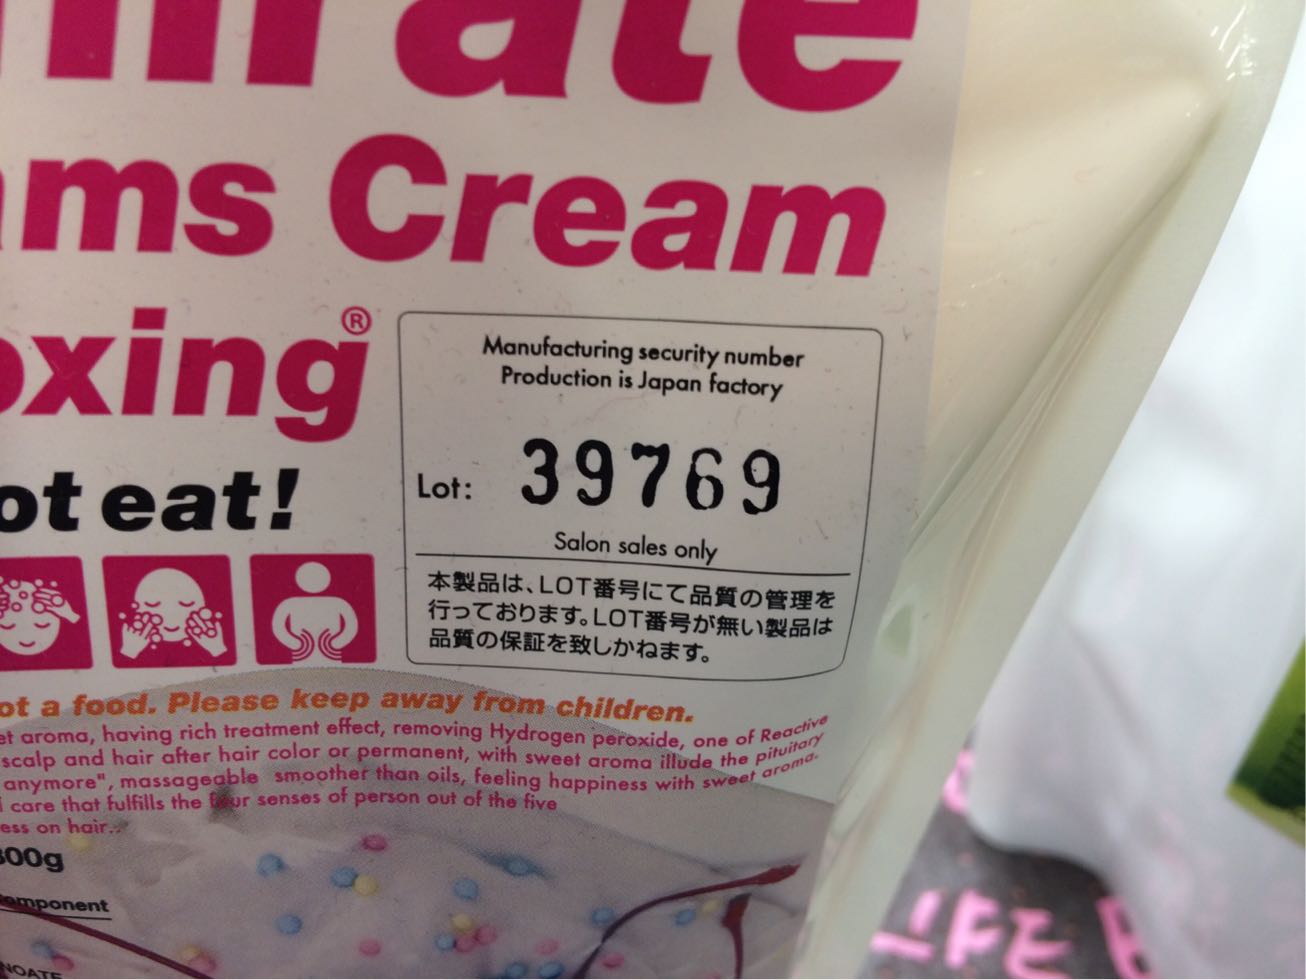 ams Cream
oxing®
Manufacturing security number
Production is Japan factory
Lot: 39769
Salon sales only
本製品は、LOT番号にて品質の管理を
行っております。LOT番号が無い製品は
品質の保証を致しかねます。
ot eat!
ot a food. Please keep away from children.
et aroma, having rich treatment effect, removing Hydrogen peroxide, one of Reactive
scalp and hair after hair color or permanent, with sweet aroma illude the pituitary
anymore", massageable smoother than oils, feeling happiness with sweet aroma.
l care that fulfills the four senses of person out of the five
ess on hair..
300g
omponent
NOATE
LIFE